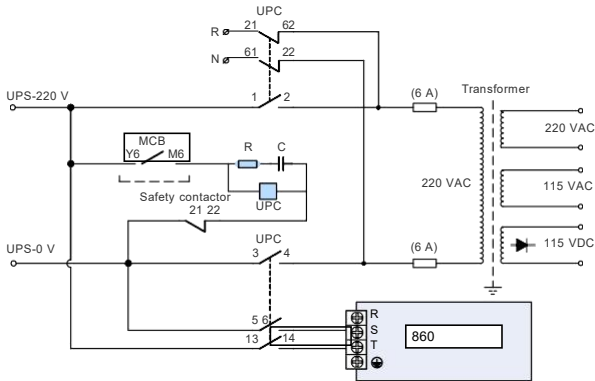 UPC
R 21 62
N 61 22
UPS-220 V
1 2
(6 A)
Transformer
220 VAC
MCB
Y6 M6
R C
UPC
220 VAC
115 VAC
Safety contactor
21 22
115 VDC
UPS-0 V
UPC
3 4
(6 A)
5 6
13 14
R
S
T
860